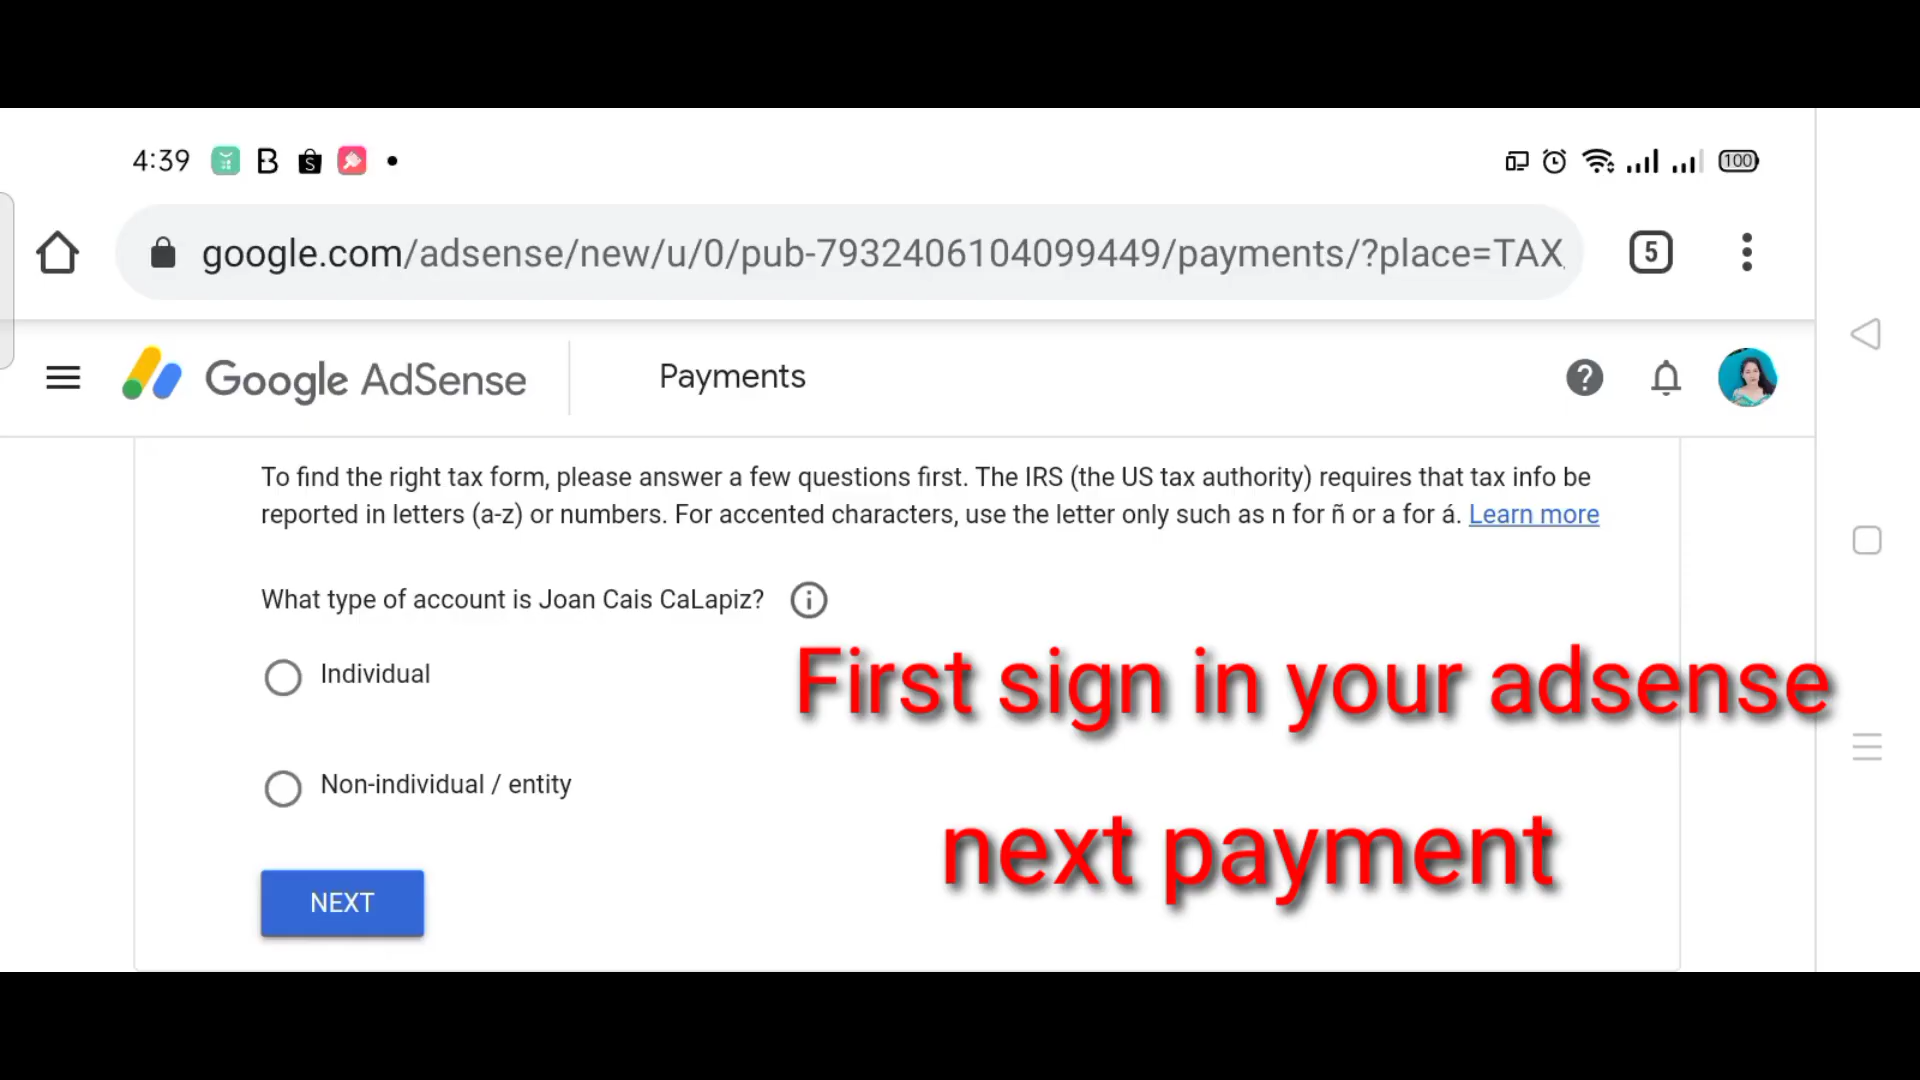 4:39
100
google.com/adsense/new/u/0/pub-7932406104099449/payments/?place=TAX
5
Google AdSense
Payments
To find the right tax form, please answer a few questions first. The IRS (the US tax authority) requires that tax info be
reported in letters (a-z) or numbers. For accented characters, use the letter only such as n for ñ or a for á. Learn more
What type of account is Joan Cais CaLapiz?
Individual
First sign in your adsense
Non-individual / entity
next payment
NEXT